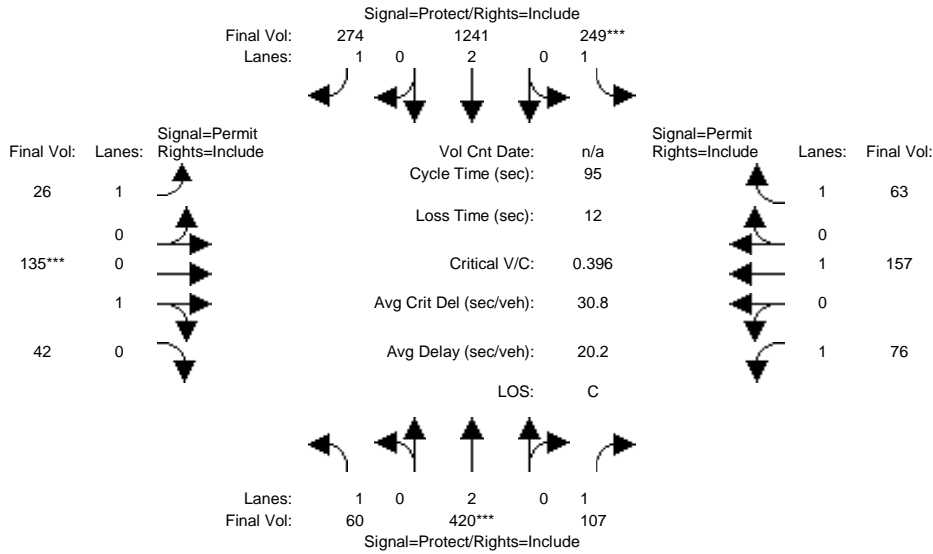 Signal=Protect/Rights=Include
Final Vol: 274 1241 249***
Lanes: 1 0 2 0 1
Signal=Permit
Final Vol: Lanes: Rights=Include
Vol Cnt Date: n/a
Signal=Permit
Rights=Include Lanes: Final Vol:
Cycle Time (sec): 95
26 1
1 63
Loss Time (sec): 12
0
0
135*** 0
Critical V/C: 0.396
1 157
1
Avg Crit Del (sec/veh): 30.8
0
42 0
Avg Delay (sec/veh): 20.2
1 76
LOS: C
Lanes: 1 0 2 0 1
Final Vol: 60 420*** 107
Signal=Protect/Rights=Include